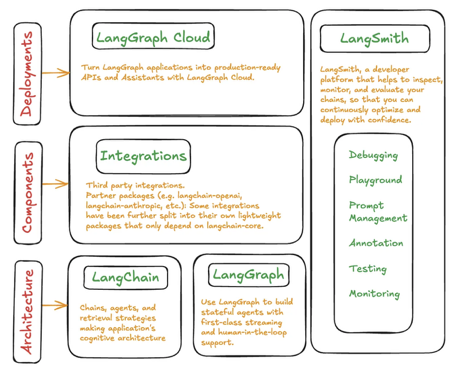 Deployments
LangGraph Cloud
Turn LangGraph applications into production-ready
APIs and Assistants with LangGraph Cloud.
Components
Integrations
Third party integrations.
Partner packages (e.g. langchain-openai,
langchain-anthropic, etc.): Some integrations
have been further split into their own lightweight
packages that only depend on langchain-core.
Architecture
LangChain
Chains, agents, and
retrieval strategies
making application's
cognitive architecture
LangGraph
Use LangGraph to build
stateful agents with
first-class streaming
and human-in-the-loop
support.
LangSmith
LangSmith, a developer
platform that helps to inspect,
monitor, and evaluate your
chains, so that you can
continuously optimize and
deploy with confidence.
Debugging
Playground
Prompt
Management
Annotation
Testing
Monitoring